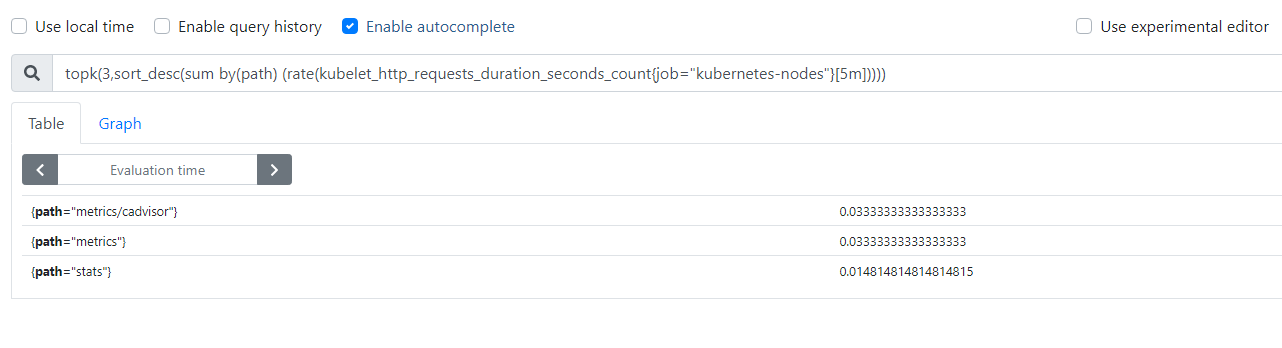 Use local time Enable query history Enable autocomplete Use experimental editor
topk(3,sort_desc(sum by(path) (rate(kubelet_http_requests_duration_seconds_count{job="kubernetes-nodes"}[5m]))))
Table Graph
Evaluation time
{path="metrics/cadvisor"} 0.03333333333333333
{path="metrics"} 0.03333333333333333
{path="stats"} 0.014814814814814815